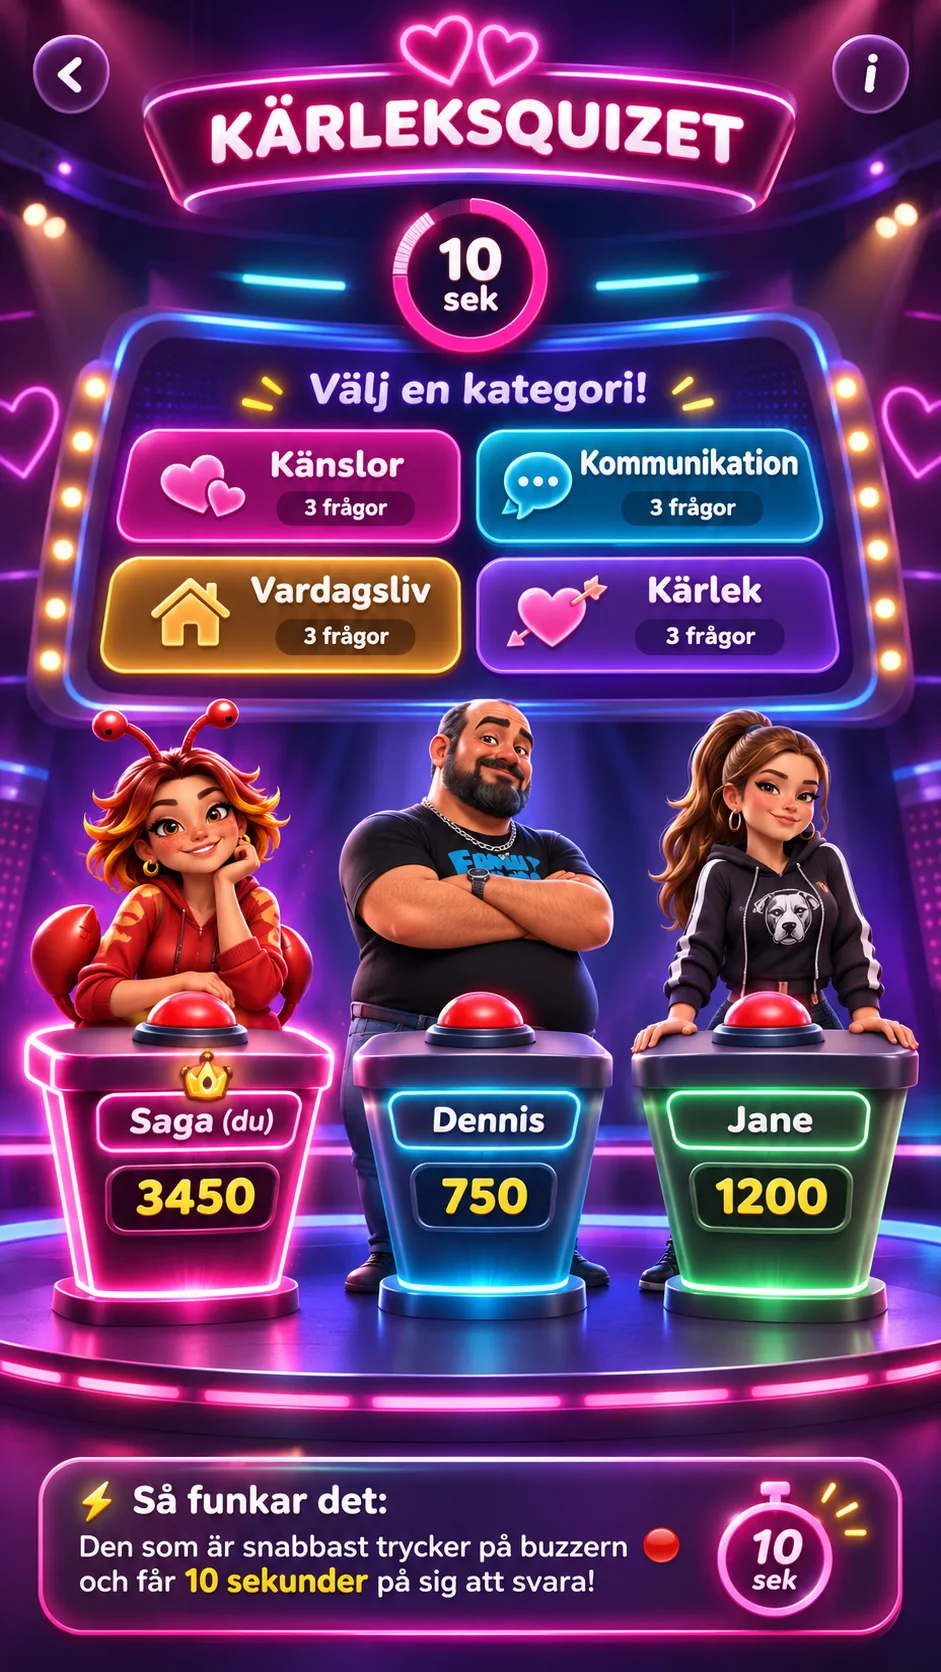 KÄRLEKSQUIZET
10
sek
Välj en kategori!
Känslor
3 frågor
Kommunikation
3 frågor
Vardagsliv
3 frågor
Kärlek
3 frågor
Saga (du)
3450
Dennis
750
Jane
1200
Så funkar det:
Den som är snabbast trycker på buzzern
och får 10 sekunder på sig att svara!
10
sek